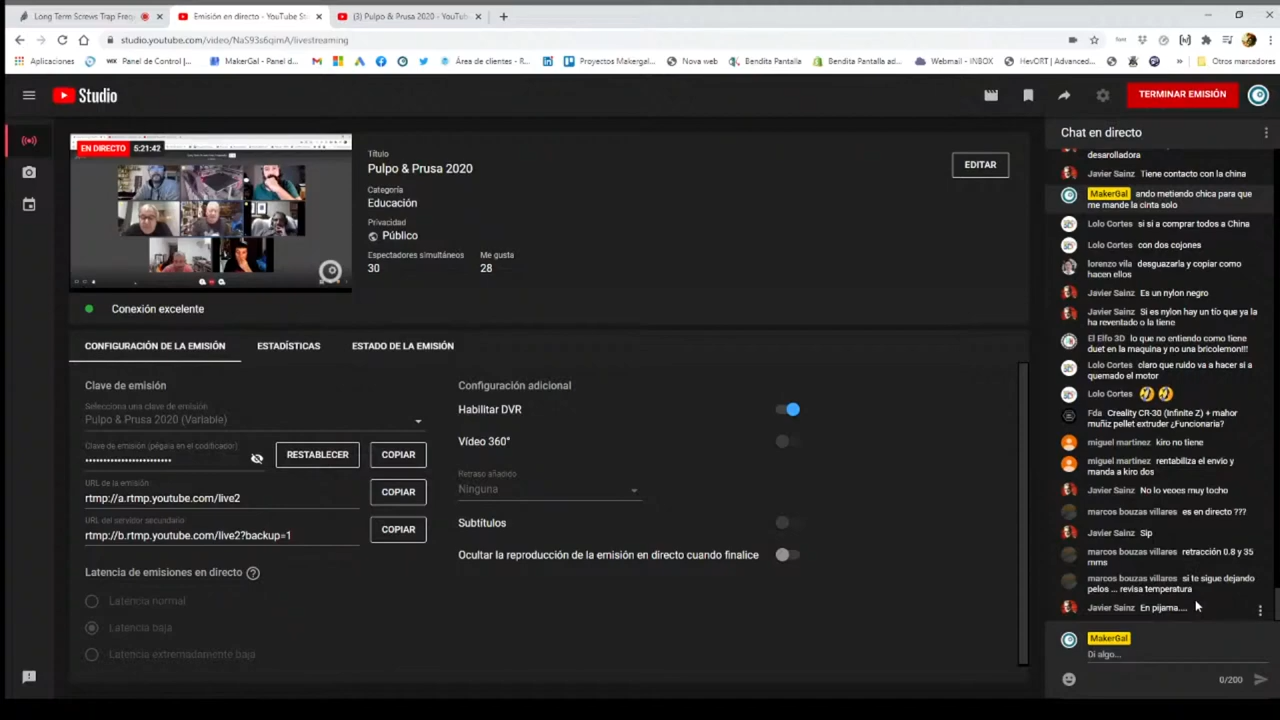 Long Term Screws Trap Freq
Emisión en directo - YouTube St
(3) Pulpo & Prusa 2020 - YouTub
studio.youtube.com/video/NaS93s6qimA/livestreaming
Aplicaciones
Panel de Control |...
MakerGal - Panel d...
Área de clientes - R...
Proyectos Makergal...
Nova web
Bendita Pantalla
Bendita Pantalla ad...
Webmail - INBOX
HevORT | Advanced...
Otros marcadores
Studio
TERMINAR EMISIÓN
EN DIRECTO 5:21:42
Título
Pulpo & Prusa 2020
EDITAR
Categoría
Educación
Privacidad
Público
Espectadores simultáneos
Me gusta
30
28
Conexión excelente
CONFIGURACIÓN DE LA EMISIÓN
ESTADÍSTICAS
ESTADO DE LA EMISIÓN
Clave de emisión
Selecciona una clave de emisión
Pulpo & Prusa 2020 (Variable)
Clave de emisión (pégala en el codificador)
RESTABLECER
COPIAR
URL de la emisión
rtmp://a.rtmp.youtube.com/live2
COPIAR
URL del servidor secundario
rtmp://b.rtmp.youtube.com/live2?backup=1
COPIAR
Latencia de emisiones en directo
Latencia normal
Latencia baja
Latencia extremadamente baja
Configuración adicional
Habilitar DVR
Vídeo 360°
Retraso añadido
Ninguna
Subtítulos
Ocultar la reproducción de la emisión en directo cuando finalice
Chat en directo
desarolladora
Javier Sainz Tiene contacto con la china
MakerGal ando metiendo chica para que
me mande la cinta solo
Lolo Cortes si si a comprar todos a China
Lolo Cortes con dos cojones
lorenzo vila desguazarla y copiar como
hacen ellos
Javier Sainz Es un nylon negro
Javier Sainz Si es nylon hay un tío que ya la
ha reventado o la tiene
El Elfo 3D lo que no entiendo como tiene
duet en la maquina y no una bricolemon!!!
Lolo Cortes claro que ruido va a hacer si a
quemado el motor
Lolo Cortes 🤣 🤣
Fda Creality CR-30 (Infinite Z) + mahor
muñiz pellet extruder ¿Funcionaria?
miguel martinez kiro no tiene
miguel martinez rentabiliza el envio y
manda a kiro dos
Javier Sainz No lo veoes muy tocho
marcos bouzas villares es en directo ???
Javier Sainz Sip
marcos bouzas villares retracción 0.8 y 35
mms
marcos bouzas villares si te sigue dejando
pelos ... revisa temperatura
Javier Sainz En pijama....
MakerGal
Di algo...
0/200